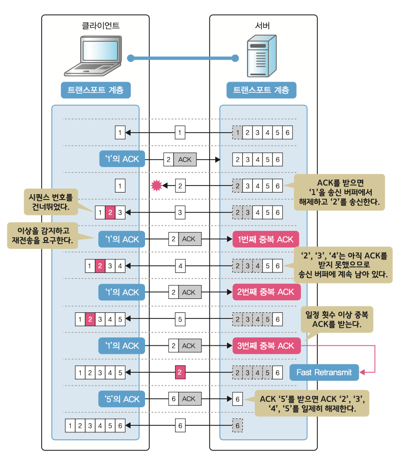 클라이언트
서버
트랜스포트 계층
트랜스포트 계층
1
1
1 2 3 4 5 6
'1'의 ACK
2 ACK
2 3 4 5 6
1
2
2 3 4 5 6
ACK를 받으면
'1'을 송신 버퍼에서
해제하고 '2'를 송신한다.
시퀀스 번호를
건너뛰었다.
1 2 3
3
2 3 4 5 6
이상을 감지하고
재전송을 요구한다.
'1'의 ACK
2 ACK
1번째 중복 ACK
1 2 3 4
4
2 3 4 5 6
'2', '3', '4'는 아직 ACK를
받지 못했으므로
송신 버퍼에 계속 남아 있다.
'1'의 ACK
2 ACK
2번째 중복 ACK
1 2 3 4 5
5
2 3 4 5 6
일정 횟수 이상 중복
ACK를 받는다.
'1'의 ACK
2 ACK
3번째 중복 ACK
1 2 3 4 5
2
2 3 4 5 6
Fast Retransmit
'5'의 ACK
6 ACK
6
ACK '5'를 받으면 ACK '2', '3',
'4', '5'를 일제히 해제한다.
1 2 3 4 5 6
6
6